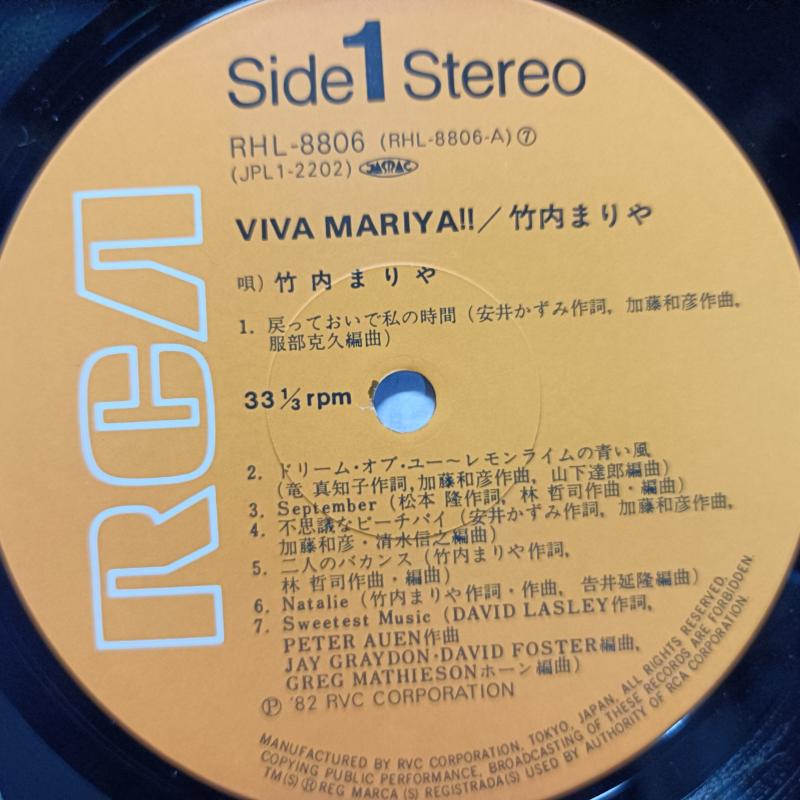 Side 1 Stereo
RHL-8806 (RHL-8806-A)⑦
(JPL1-2202) JASRAC
VIVA MARIYA!!／竹内まりや
唄) 竹内まりや
1. 戻っておいで私の時間（安井かずみ作詞, 加藤和彦作曲,
服部克久編曲）
33 1/3 rpm
2. ドリーム・オブ・ユー〜レモンライムの青い風
（竜 真知子作詞, 加藤和彦作曲, 山下達郎編曲）
3. September（松本 隆作詞, 林 哲司作曲・編曲）
4. 不思議なピーチパイ（安井かずみ作詞, 加藤和彦作曲,
加藤和彦・清水信之編曲）
5. 二人のバカンス（竹内まりや作詞,
林 哲司作曲・編曲）
6. Natalie（竹内まりや作詞・作曲, 告井延隆編曲）
7. Sweetest Music（DAVID LASLEY作詞,
PETER AUEN作曲
JAY GRAYDON・DAVID FOSTER編曲,
GREG MATHIESONホーン編曲）
Ⓟ '82 RVC CORPORATION
RCA
MANUFACTURED BY RVC CORPORATION, TOKYO, JAPAN, ALL RIGHTS RESERVED,
COPYING PUBLIC PERFORMANCE, BROADCASTING OF THESE RECORDS ARE FORBIDDEN.
TM(S) ® REG MARCA (S) REGISTRADA(S) USED BY AUTHORITY OF RCA CORPORATION.